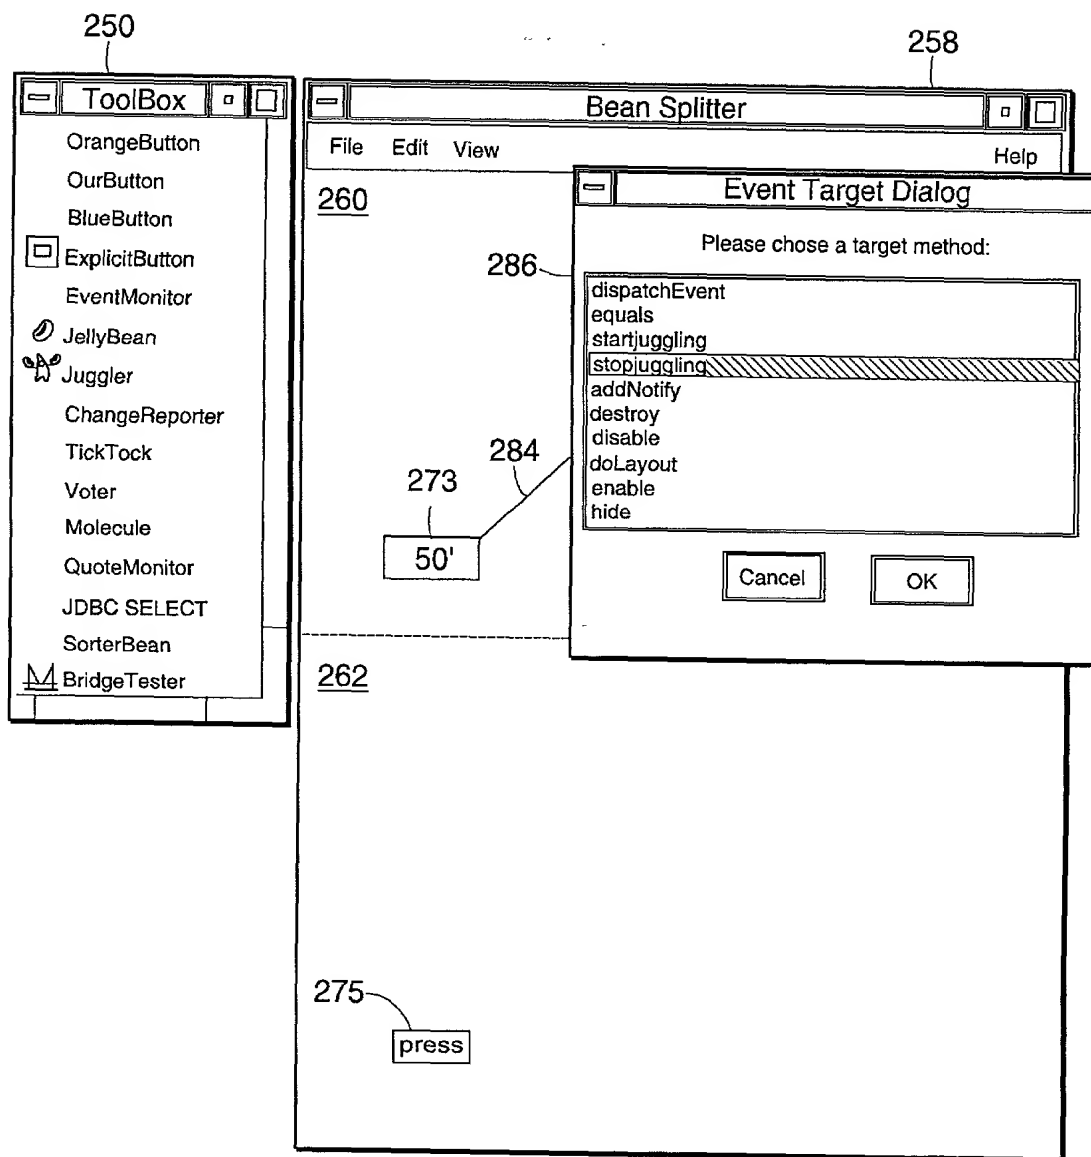 250
258
ToolBox
OrangeButton
OurButton
BlueButton
ExplicitButton
EventMonitor
JellyBean
Juggler
ChangeReporter
TickTock
Voter
Molecule
QuoteMonitor
JDBC SELECT
SorterBean
BridgeTester
Bean Splitter
File Edit View Help
260
Event Target Dialog
Please chose a target method:
286
dispatchEvent
equals
startjuggling
stopjuggling
addNotify
destroy
disable
doLayout
enable
hide
284
273
50'
Cancel OK
262
275
press